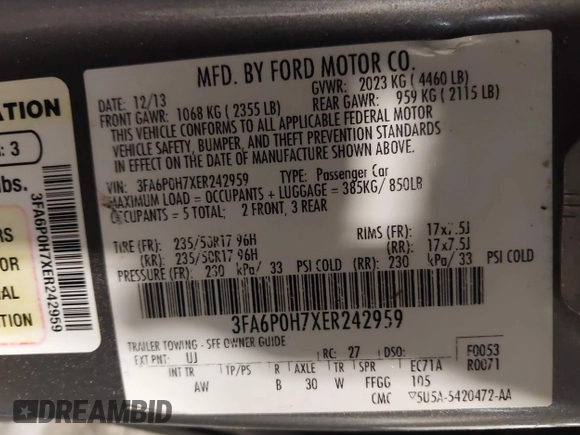 MFD. BY FORD MOTOR CO.
DATE: 12/13
GVWR: 2023 KG ( 4460 LB)
FRONT GAWR: 1068 KG ( 2355 LB)
REAR GAWR: 959 KG ( 2115 LB)
THIS VEHICLE CONFORMS TO ALL APPLICABLE FEDERAL MOTOR
VEHICLE SAFETY, BUMPER, AND THEFT PREVENTION STANDARDS
IN EFFECT ON THE DATE OF MANUFACTURE SHOWN ABOVE.
VIN: 3FA6P0H7XER242959
TYPE: Passenger Car
MAXIMUM LOAD = OCCUPANTS + LUGGAGE = 385KG/ 850LB
OCCUPANTS = 5 TOTAL; 2 FRONT, 3 REAR
TIRE (FR): 235/50R17 96H
RIMS (FR): 17x7.5J
(RR): 235/50R17 96H
(RR): 17x7.5J
PRESSURE (FR): 230 kPa/ 33 PSI COLD (RR): 230 kPa/ 33 PSI COLD
3FA6P0H7XER242959
TRAILER TOWING - SEE OWNER GUIDE
EXT PNT: UJ
RC: 27
DSO:
F0053
R0071
INT TR TP/PS R AXLE TR SPR EC71A
AW B 30 W FFGG 105
CMC
5U5A-5420472-AA
ATION
: 3
lbs.
RS
OR
AL
ATION
3FA6P0H7XER242959
DREAMBID